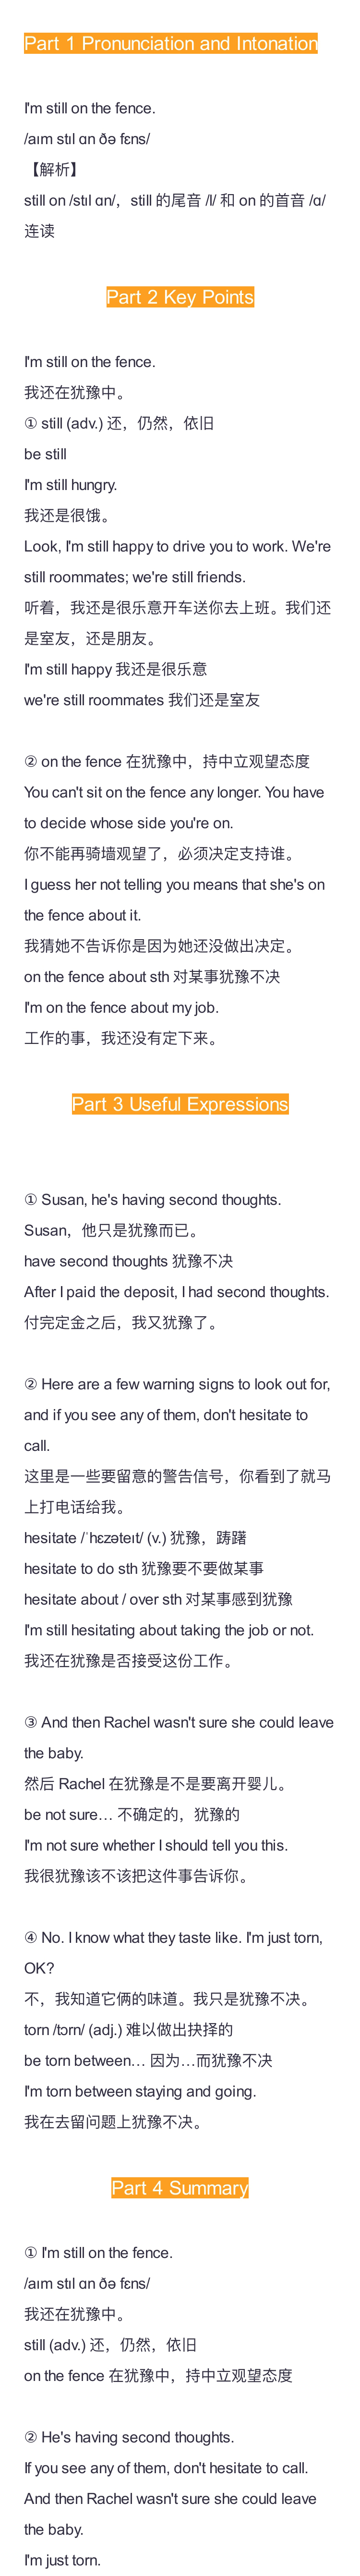 Part 1 Pronunciation and Intonation
I'm still on the fence.
/aɪm stɪl ɑn ðə fɛns/
【解析】
still on /stɪl ɑn/，still 的尾音 /l/ 和 on 的首音 /ɑ/
连读
Part 2 Key Points
I'm still on the fence.
我还在犹豫中。
① still (adv.) 还，仍然，依旧
be still
I'm still hungry.
我还是很饿。
Look, I'm still happy to drive you to work. We're
still roommates; we're still friends.
听着，我还是很乐意开车送你去上班。我们还
是室友，还是朋友。
I'm still happy 我还是很乐意
we're still roommates 我们还是室友
② on the fence 在犹豫中，持中立观望态度
You can't sit on the fence any longer. You have
to decide whose side you're on.
你不能再骑墙观望了，必须决定支持谁。
I guess her not telling you means that she's on
the fence about it.
我猜她不告诉你是因为她还没做出决定。
on the fence about sth 对某事犹豫不决
I'm on the fence about my job.
工作的事，我还没有定下来。
Part 3 Useful Expressions
① Susan, he's having second thoughts.
Susan，他只是犹豫而已。
have second thoughts 犹豫不决
After I paid the deposit, I had second thoughts.
付完定金之后，我又犹豫了。
② Here are a few warning signs to look out for,
and if you see any of them, don't hesitate to
call.
这里是一些要留意的警告信号，你看到了就马
上打电话给我。
hesitate /ˈhɛzəteɪt/ (v.) 犹豫，踌躇
hesitate to do sth 犹豫要不要做某事
hesitate about / over sth 对某事感到犹豫
I'm still hesitating about taking the job or not.
我还在犹豫是否接受这份工作。
③ And then Rachel wasn't sure she could leave
the baby.
然后 Rachel 在犹豫是不是要离开婴儿。
be not sure… 不确定的，犹豫的
I'm not sure whether I should tell you this.
我很犹豫该不该把这件事告诉你。
④ No. I know what they taste like. I'm just torn,
OK?
不，我知道它俩的味道。我只是犹豫不决。
torn /tɔrn/ (adj.) 难以做出抉择的
be torn between… 因为…而犹豫不决
I'm torn between staying and going.
我在去留问题上犹豫不决。
Part 4 Summary
① I'm still on the fence.
/aɪm stɪl ɑn ðə fɛns/
我还在犹豫中。
still (adv.) 还，仍然，依旧
on the fence 在犹豫中，持中立观望态度
② He's having second thoughts.
If you see any of them, don't hesitate to call.
And then Rachel wasn't sure she could leave
the baby.
I'm just torn.